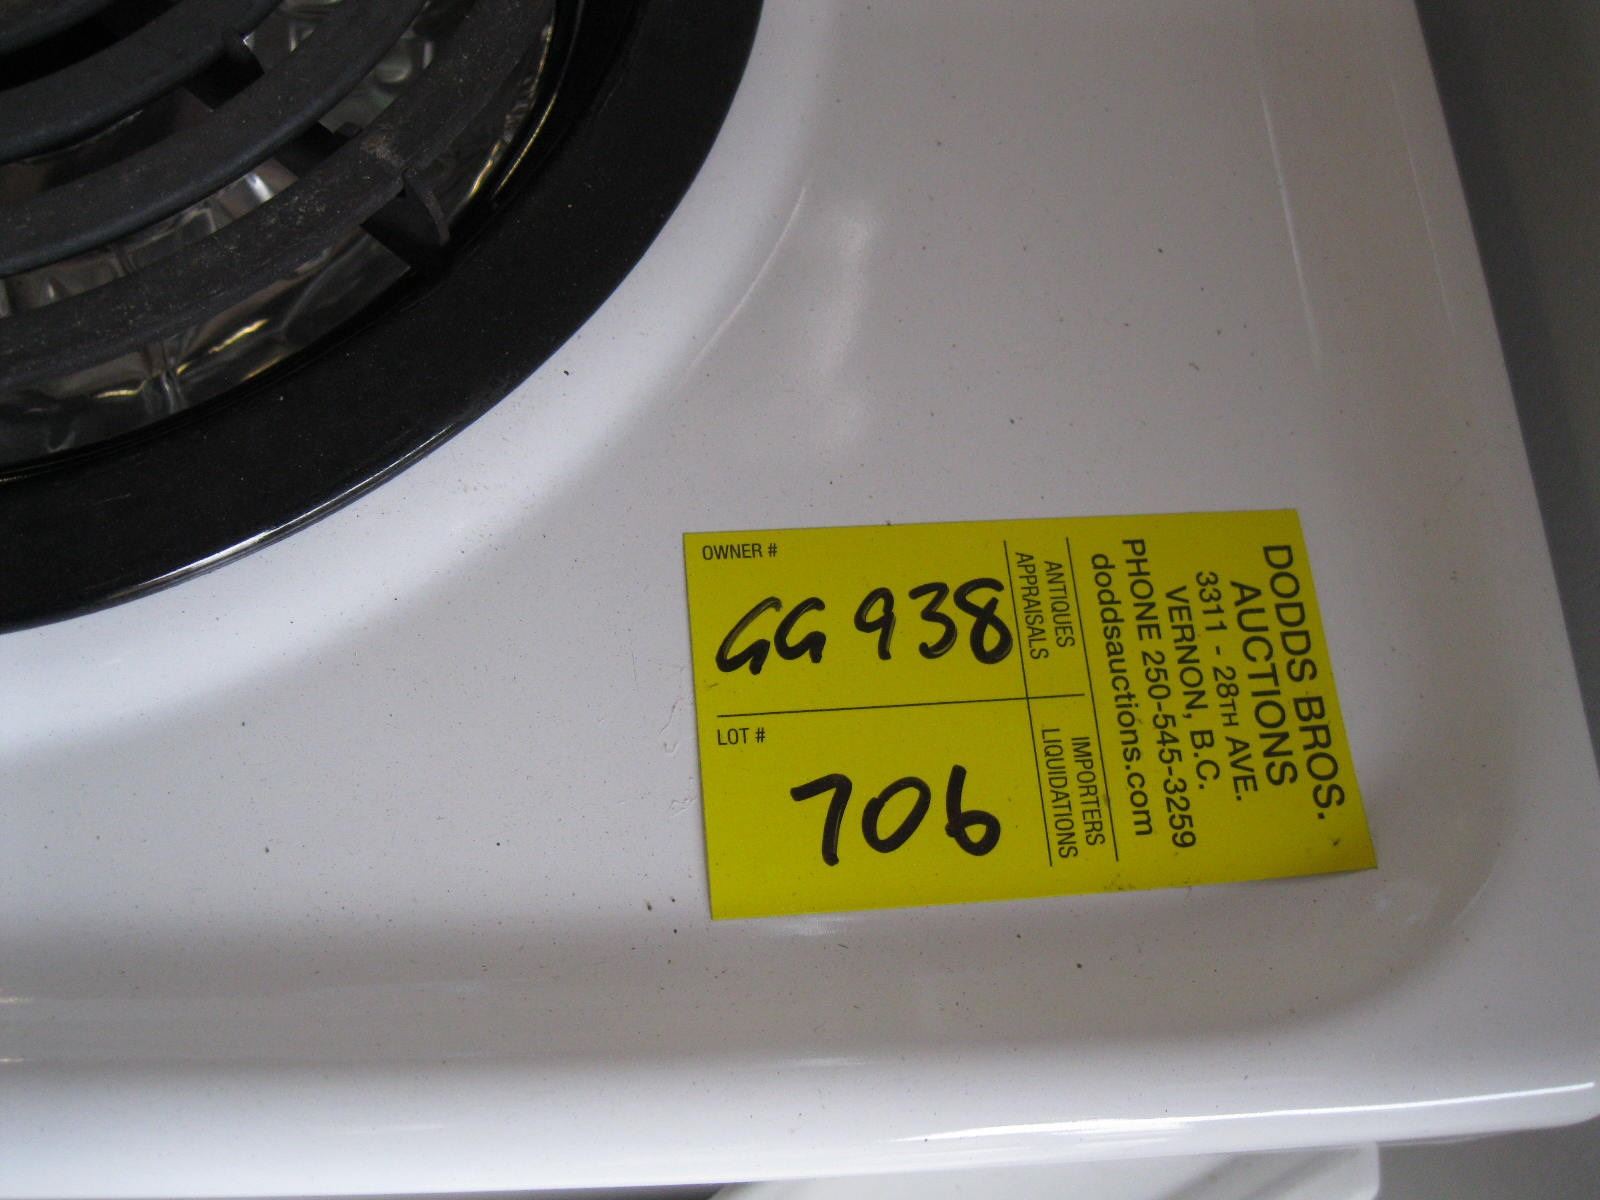 OWNER #
GG 938
LOT #
706
ANTIQUES
APPRAISALS
IMPORTERS
LIQUIDATIONS
DODDS BROS.
AUCTIONS
3311 - 28TH AVE.
VERNON, B.C.
PHONE 250-545-3259
doddsauctions.com